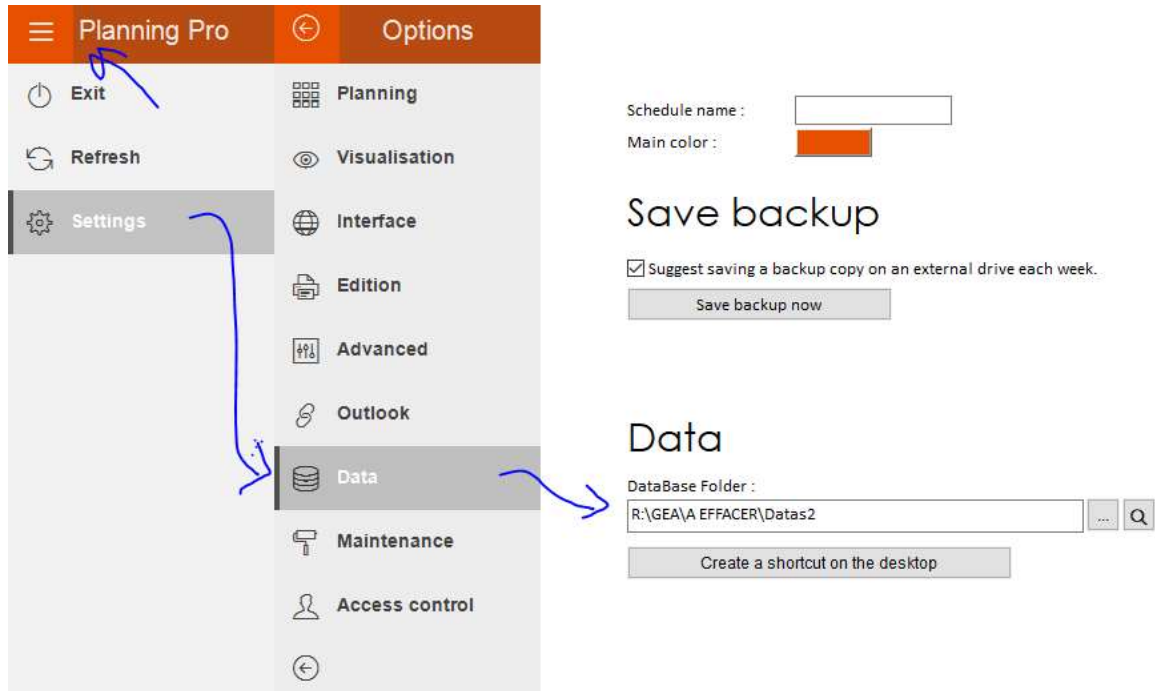 Planning Pro
Exit
Refresh
Settings
Options
Planning
Visualisation
Interface
Edition
Advanced
Outlook
Data
Maintenance
Access control
Schedule name :
Main color :
Save backup
Suggest saving a backup copy on an external drive each week.
Save backup now
Data
DataBase Folder :
R:\GEA\A EFFACER\Datas2
...
Create a shortcut on the desktop